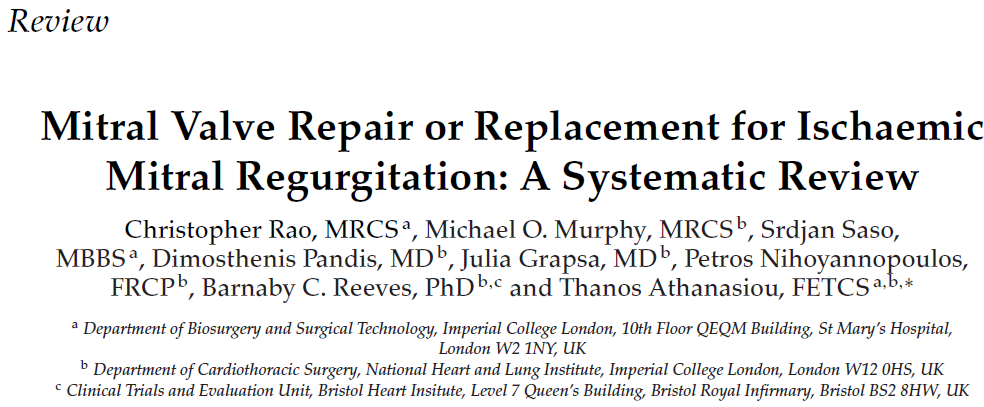 Review
Mitral Valve Repair or Replacement for Ischaemic
Mitral Regurgitation: A Systematic Review
Christopher Rao, MRCS a, Michael O. Murphy, MRCS b, Srdjan Saso,
MBBS a, Dimosthenis Pandis, MD b, Julia Grapsa, MD b, Petros Nihoyannopoulos,
FRCP b, Barnaby C. Reeves, PhD b,c and Thanos Athanasiou, FETCS a,b,*
a Department of Biosurgery and Surgical Technology, Imperial College London, 10th Floor QEQM Building, St Mary's Hospital,
London W2 1NY, UK
b Department of Cardiothoracic Surgery, National Heart and Lung Institute, Imperial College London, London W12 0HS, UK
c Clinical Trials and Evaluation Unit, Bristol Heart Insitute, Level 7 Queen's Building, Bristol Royal Infirmary, Bristol BS2 8HW, UK